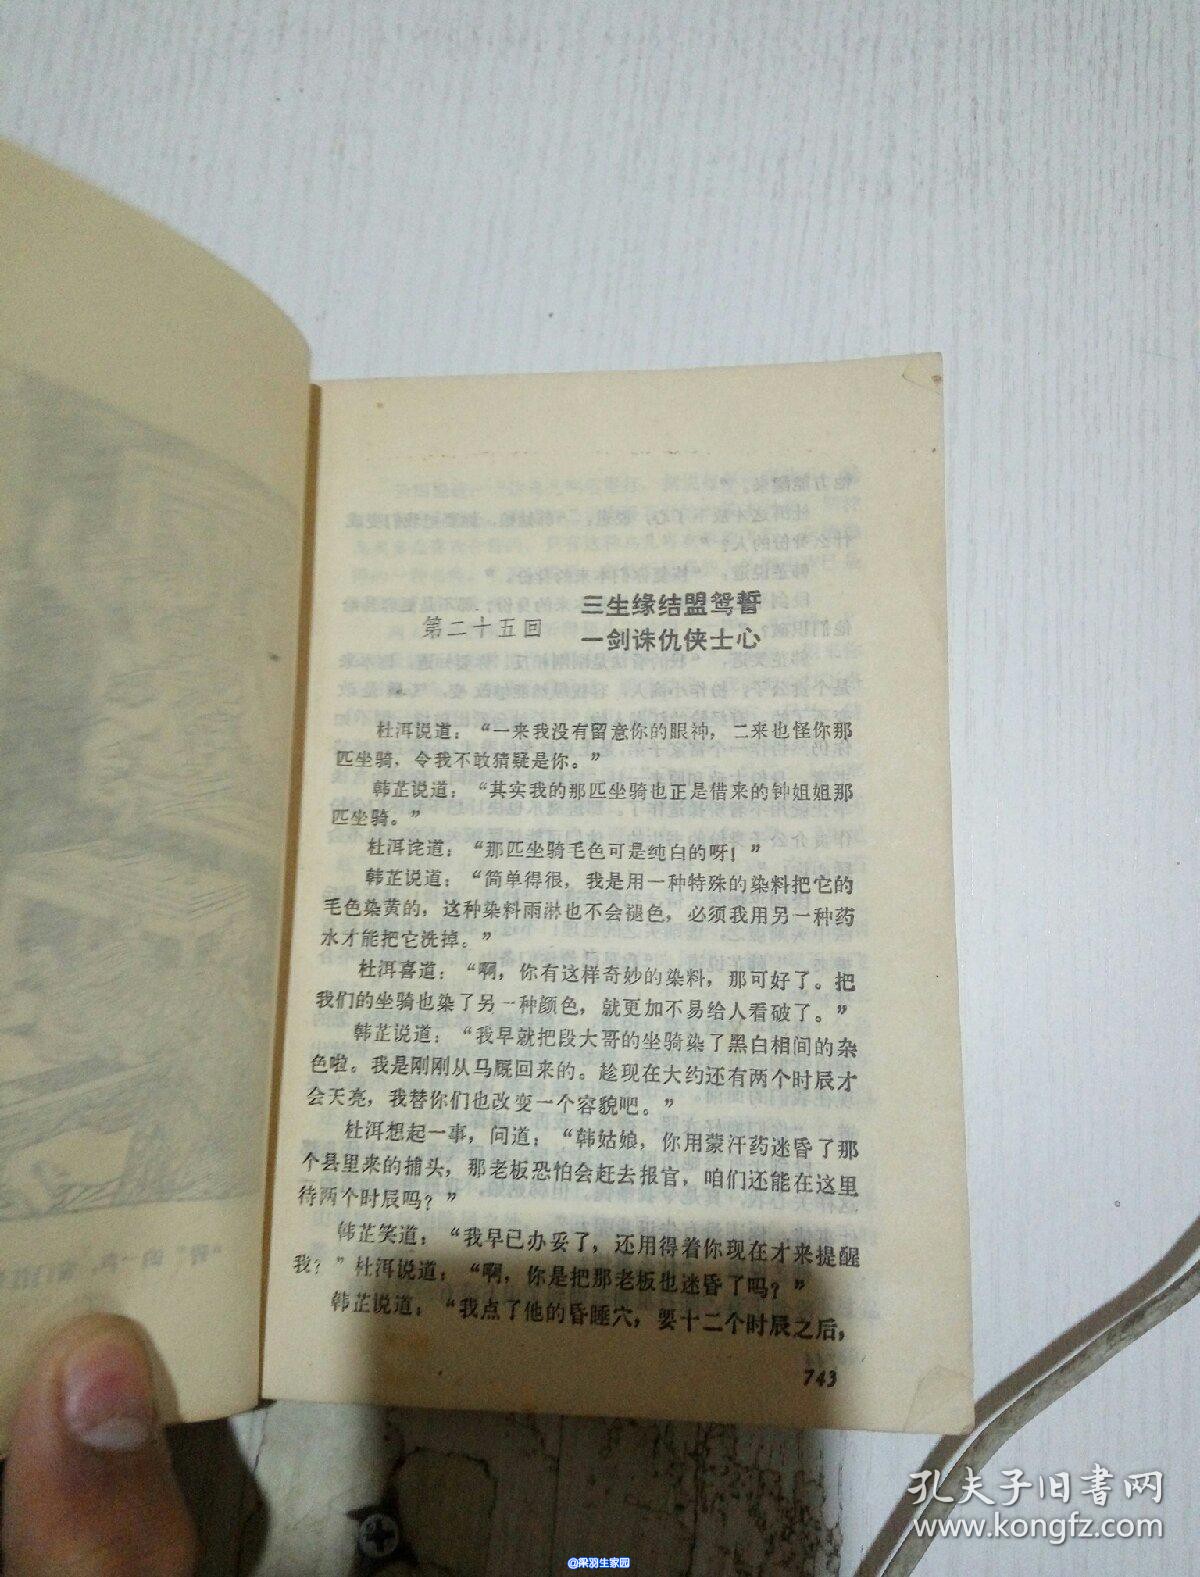 第二十五回
三生缘结盟鸳誓
一剑诛仇侠士心
杜洱说道：“一来我没有留意你的眼神，二来也怪你那
匹坐骑，令我不敢猜疑是你。”
韩芷说道：“其实我的那匹坐骑也正是借来的钟姐姐那
匹坐骑。”
杜洱诧道：“那匹坐骑毛色可是纯白的呀！”
韩芷说道：“简单得很，我是用一种特殊的染料把它的
毛色染黄的，这种染料雨淋也不会褪色，必须我用另一种药
水才能把它洗掉。”
杜洱喜道：“啊，你有这样奇妙的染料，那可好了。把
我们的坐骑也染了另一种颜色，就更加不易给人看破了。”
韩芷说道：“我早就把段大哥的坐骑染了黑白相间的杂
色啦。我是刚刚从马厩回来的。趁现在大约还有两个时辰才
会天亮，我替你们也改变一个容貌吧。”
杜洱想起一事，问道：“韩姑娘，你用蒙汗药迷昏了那
个县里来的捕头，那老板恐怕会赶去报官，咱们还能在这里
待两个时辰吗？”
韩芷笑道：“我早已办妥了，还用得着你现在才来提醒
我？”杜洱说道：“啊，你是把那老板也迷昏了吗？”
韩芷说道：“我点了他的昏睡穴，要十二个时辰之后，
743
孔夫子旧书网
www.kongfz.com
@梁羽生家园